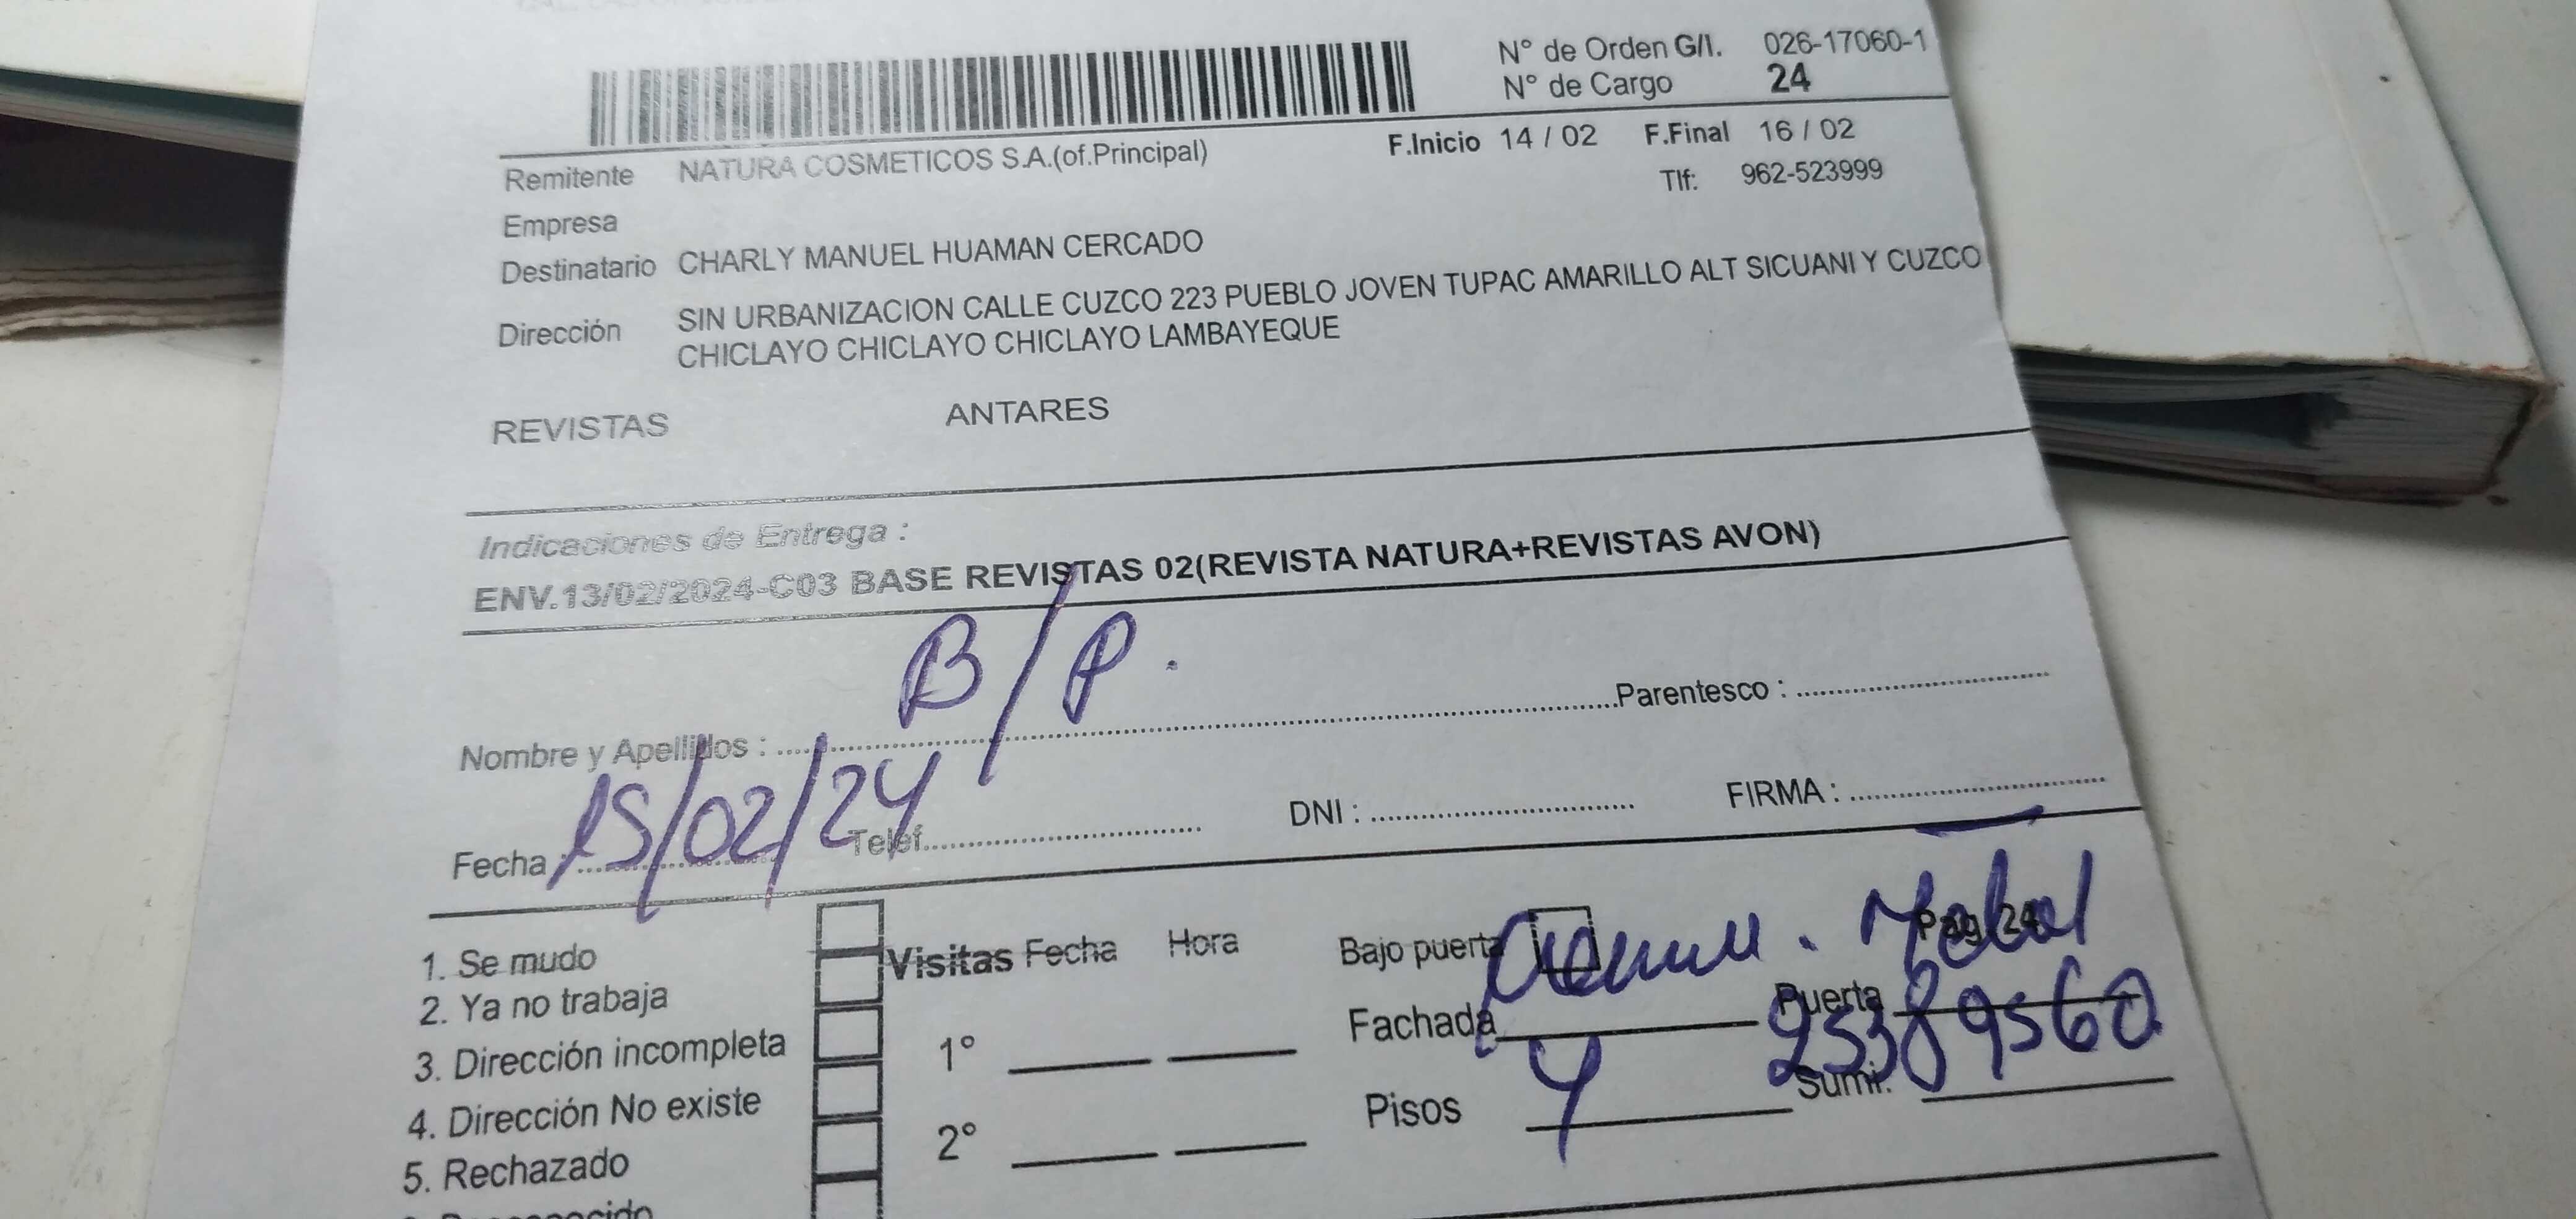 N° de Orden G/I. 026-17060-1
N° de Cargo 24
Remitente NATURA COSMETICOS S.A.(of.Principal) F.Inicio 14 / 02 F.Final 16 / 02
Tlf: 962-523999
Empresa
Destinatario CHARLY MANUEL HUAMAN CERCADO
Dirección SIN URBANIZACION CALLE CUZCO 223 PUEBLO JOVEN TUPAC AMARILLO ALT SICUANI Y CUZCO
CHICLAYO CHICLAYO CHICLAYO LAMBAYEQUE
REVISTAS ANTARES
Indicaciones de Entrega :
ENV.13/02/2024-C03 BASE REVISTAS 02(REVISTA NATURA+REVISTAS AVON)
B/P.
Nombre y Apellidos : Parentesco :
Fecha 15/02/24 Telef. DNI : FIRMA :
Pag 24
1. Se mudo Visitas Fecha Hora Bajo puerta
2. Ya no trabaja Fachada Puerta
3. Dirección incompleta 1° 25389560
4. Dirección No existe Pisos 4 Sumi.
5. Rechazado 2°